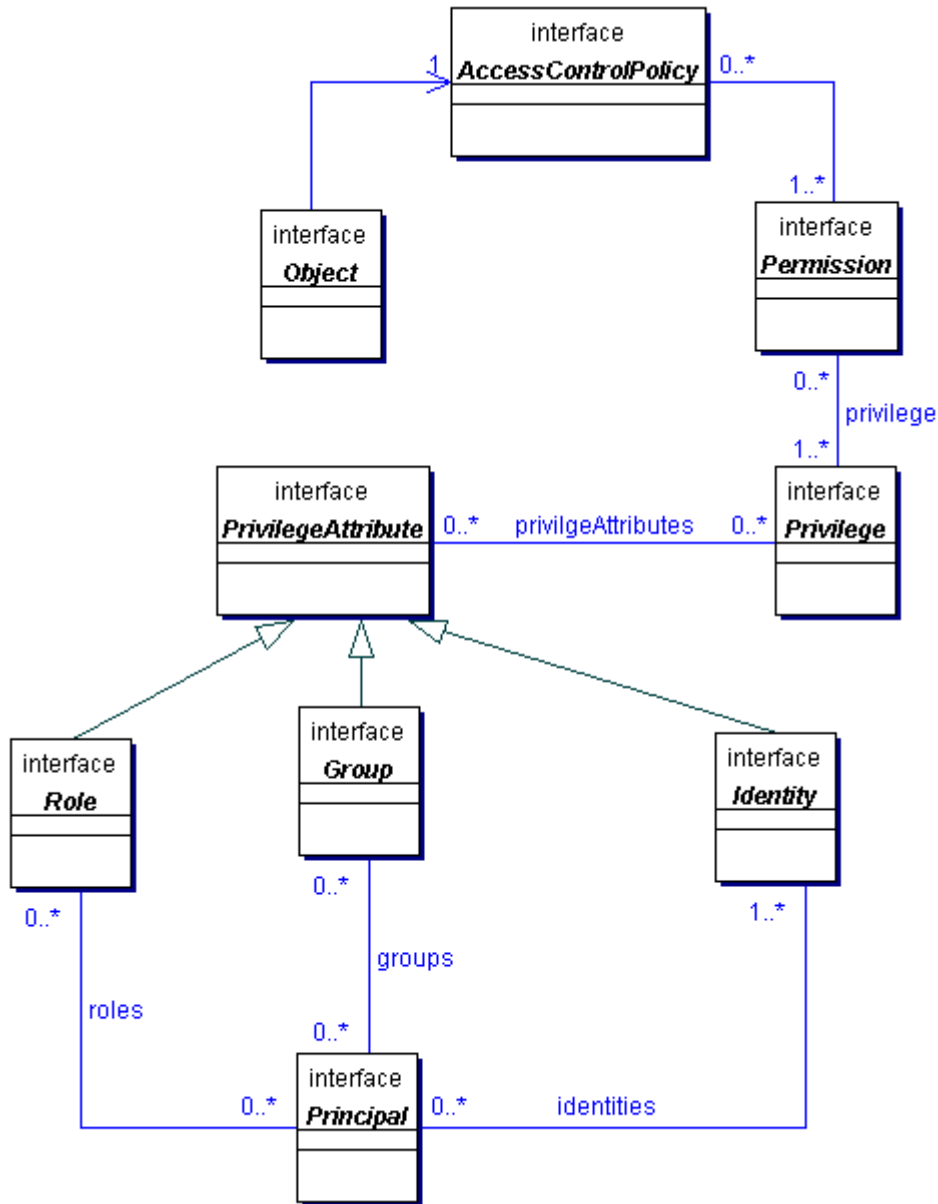 interface
AccessControlPolicy
1
0..*
1..*
interface
Object
interface
Permission
0..*
privilege
1..*
interface
PrivilegeAttribute
0..*
privilgeAttributes
0..*
interface
Privilege
interface
Role
interface
Group
interface
Identity
0..*
0..*
1..*
groups
roles
0..*
interface
Principal
0..*
0..*
identities